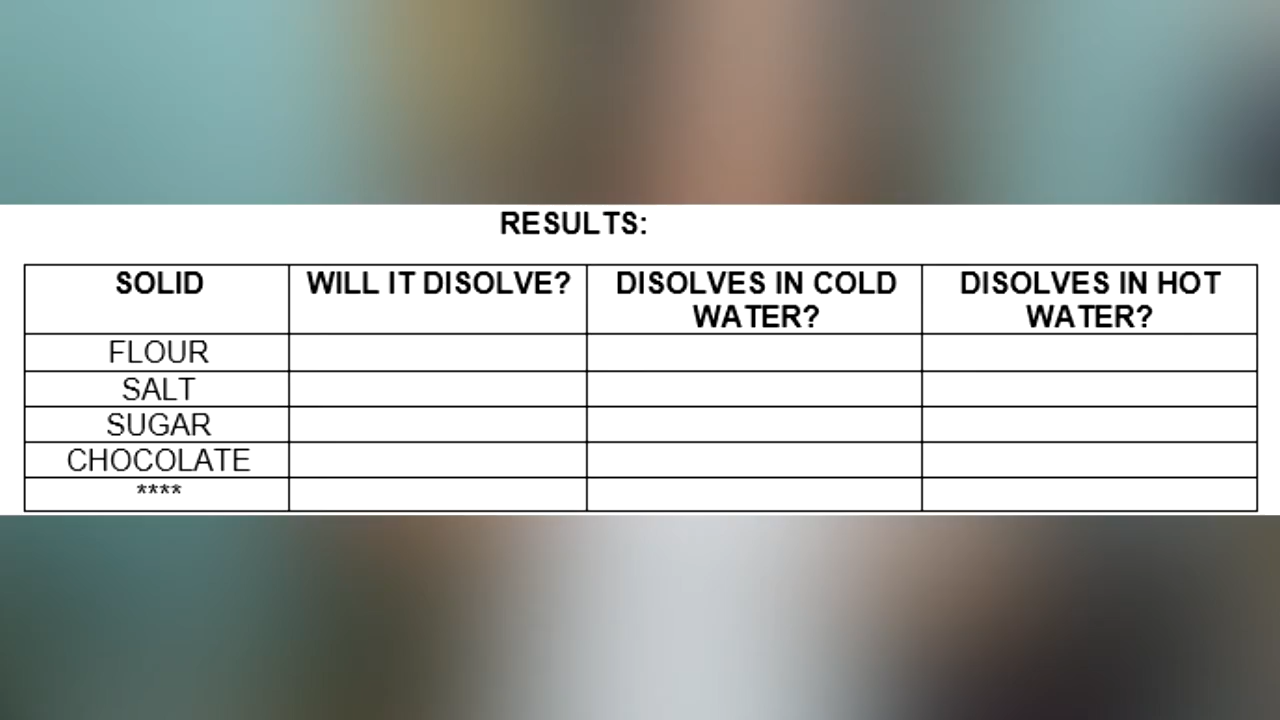 RESULTS:
SOLID WILL IT DISOLVE? DISOLVES IN COLD WATER? DISOLVES IN HOT WATER?
FLOUR
SALT
SUGAR
CHOCOLATE
****